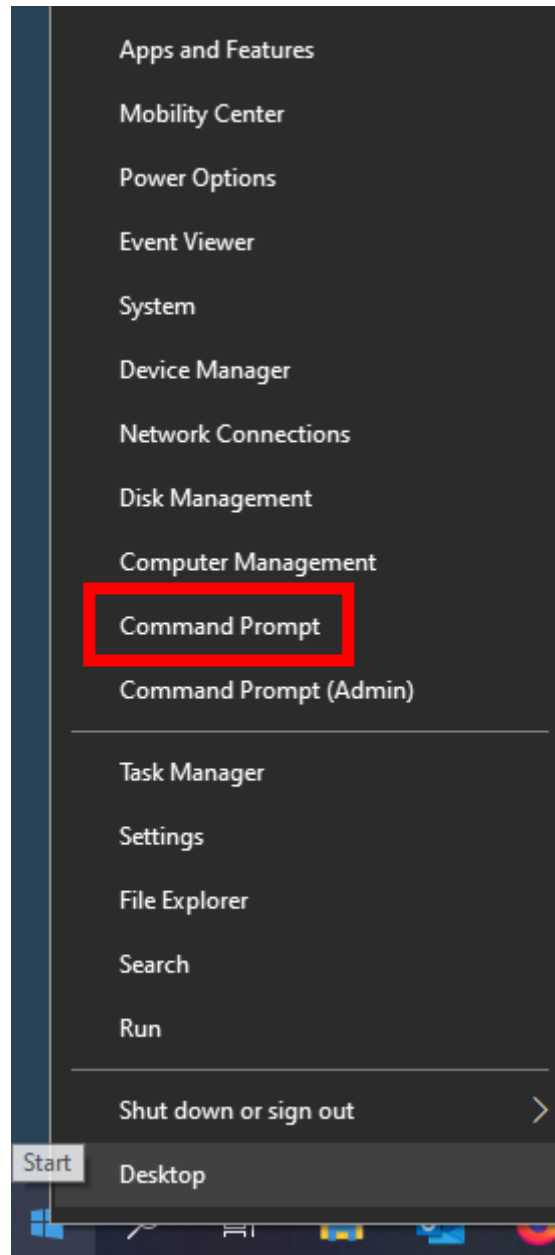 Apps and Features
Mobility Center
Power Options
Event Viewer
System
Device Manager
Network Connections
Disk Management
Computer Management
Command Prompt
Command Prompt (Admin)
Task Manager
Settings
File Explorer
Search
Run
Shut down or sign out
Start
Desktop